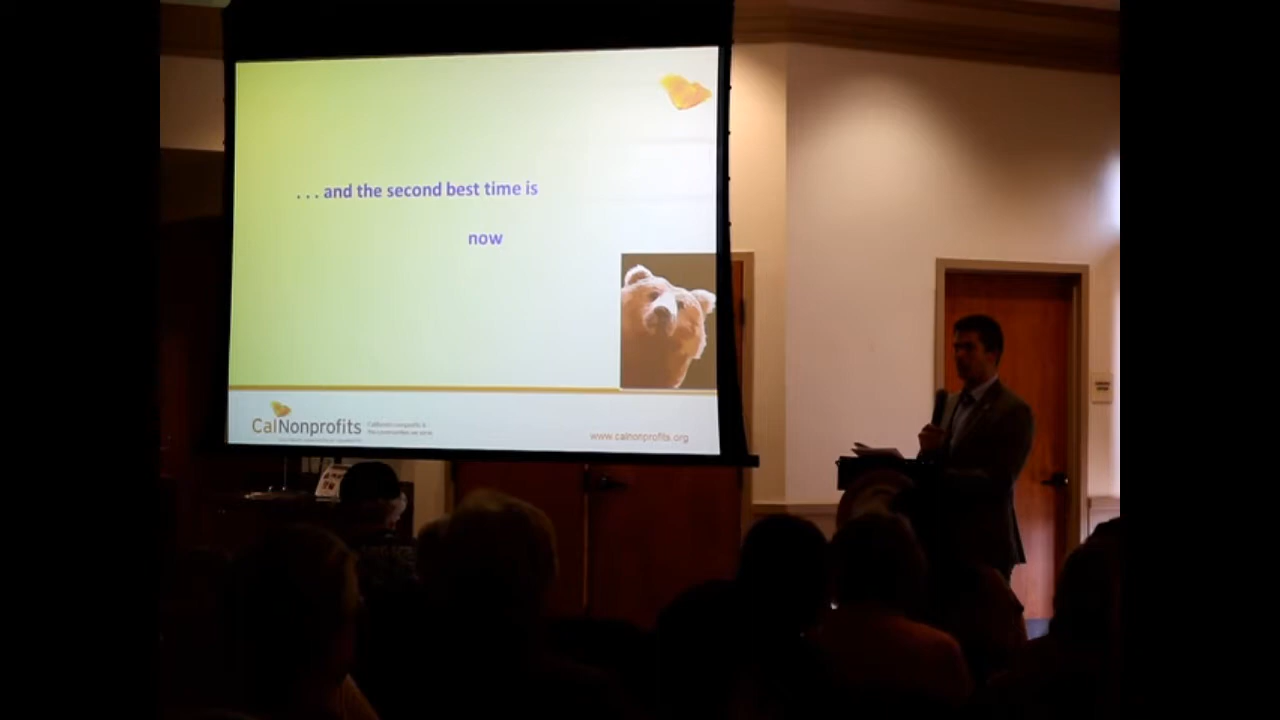 . . . and the second best time is
now
CalNonprofits
www.calnonprofits.org